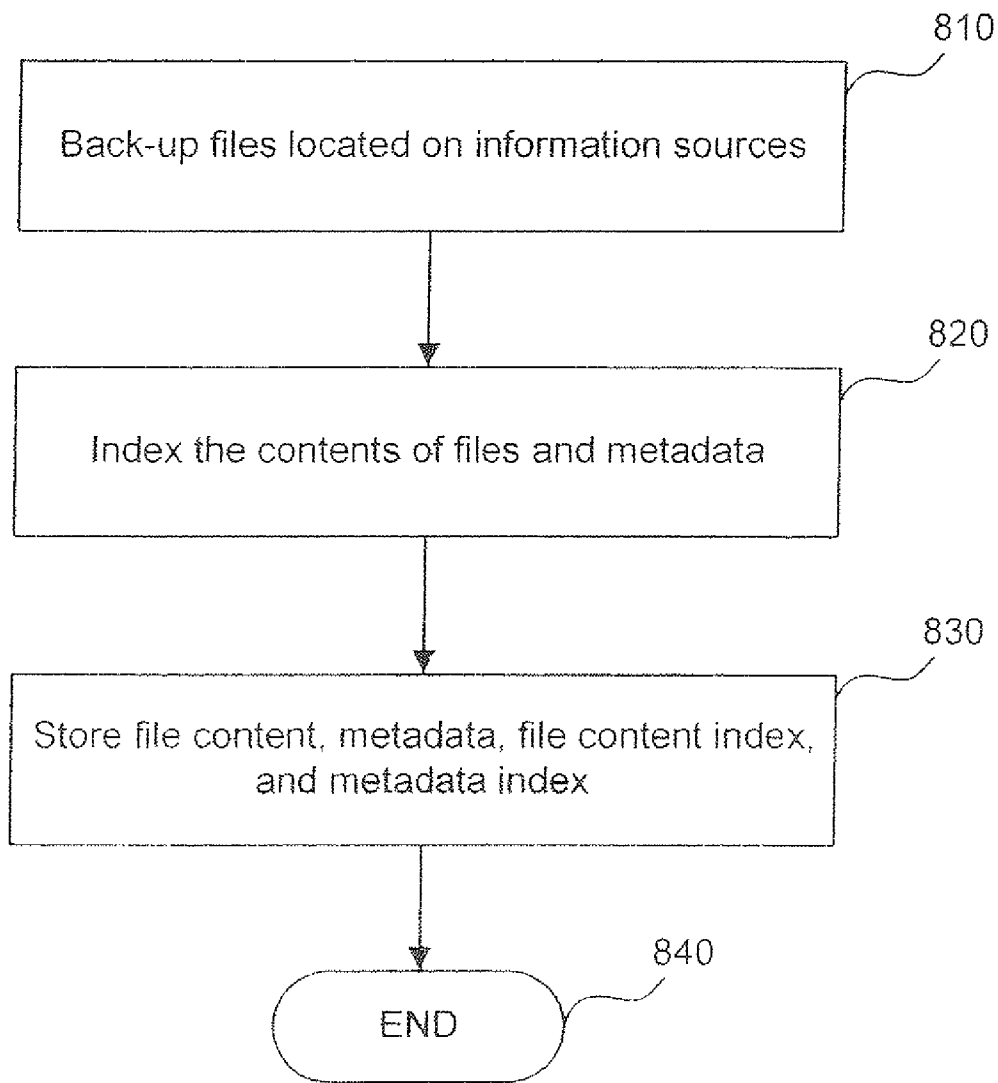 810
Back-up files located on information sources
820
Index the contents of files and metadata
830
Store file content, metadata, file content index,
and metadata index
840
END